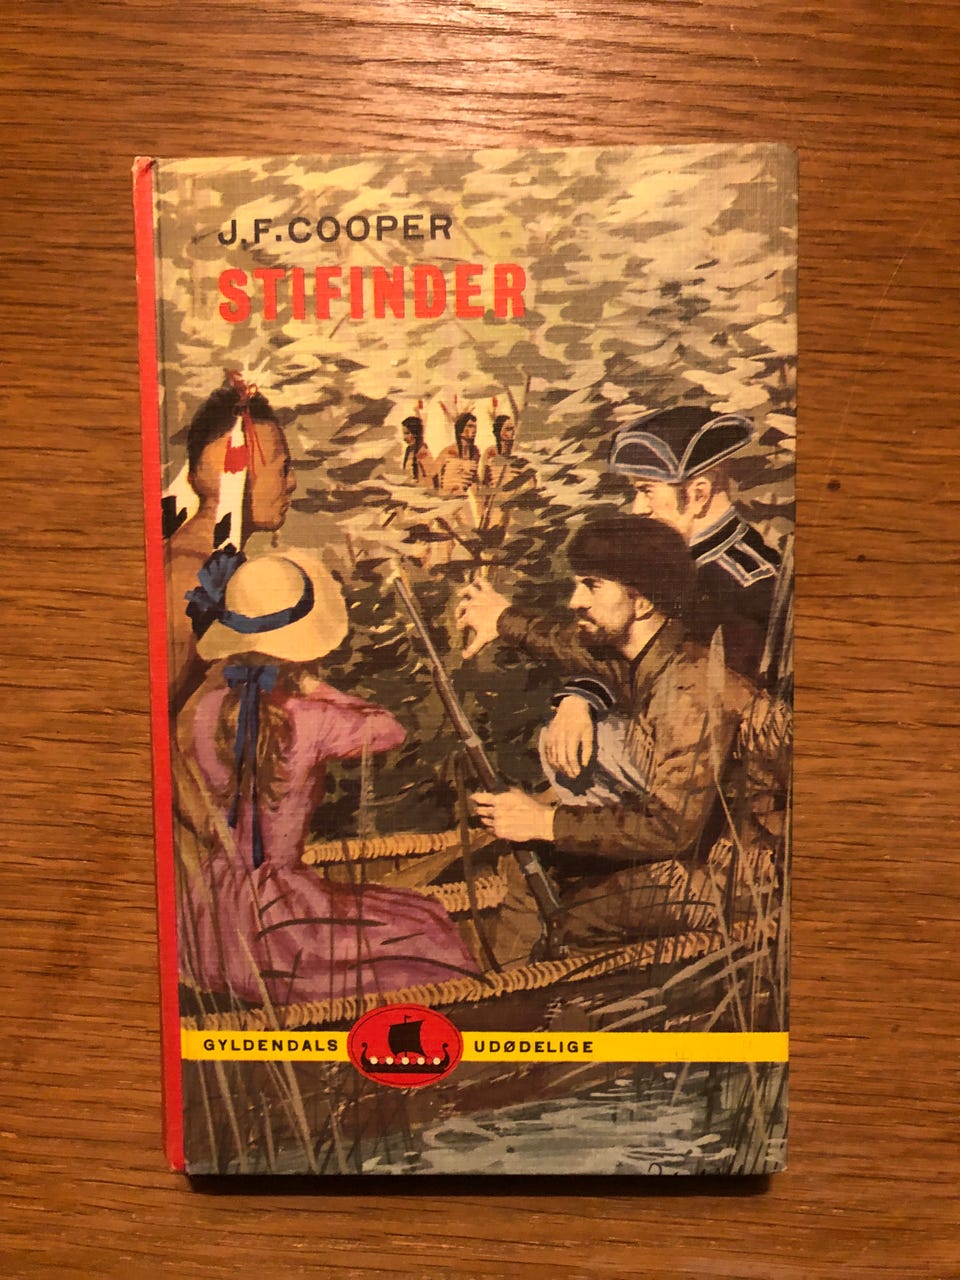 J.F.COOPER
STIFINDER
GYLDENDALS UDØDELIGE